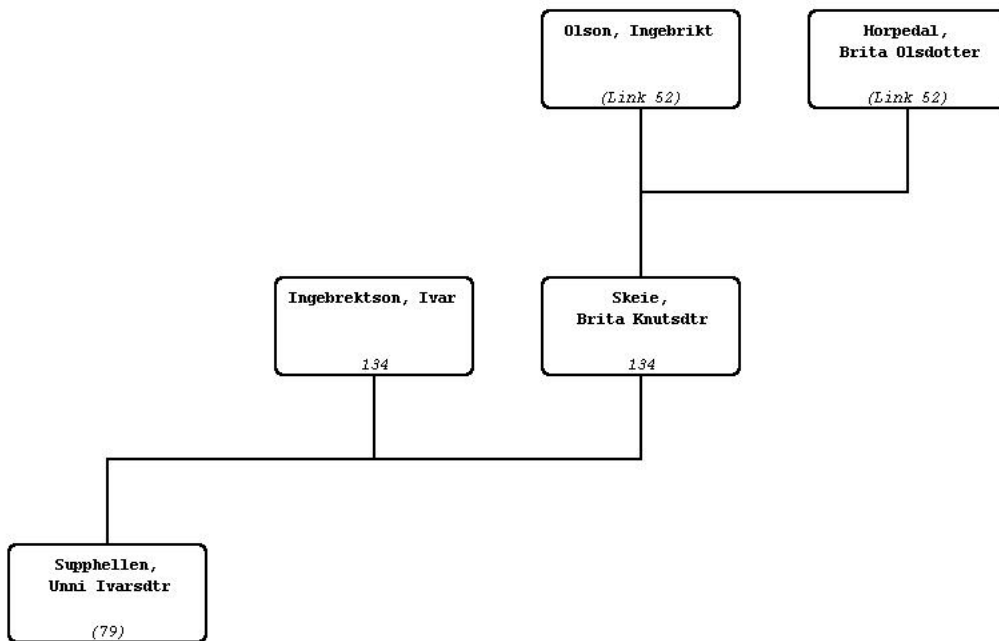 Olson, Ingebrikt
(Link 52)
Horpedal,
Brita Olsdotter
(Link 52)
Ingebrektson, Ivar
134
Skeie,
Brita Knutsdtr
134
Supphellen,
Unni Ivarsdtr
(79)